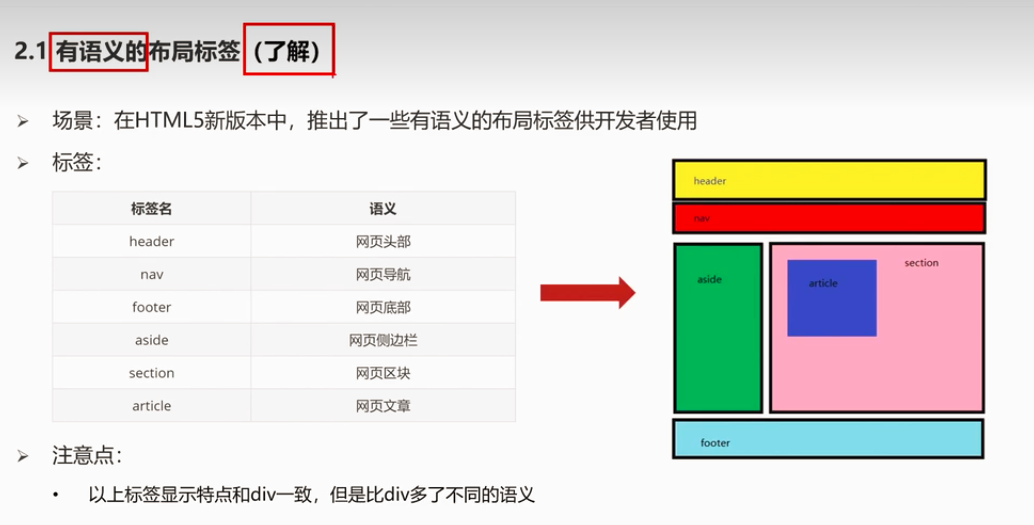 2.1 有语义的布局标签（了解）
场景：在HTML5新版本中，推出了一些有语义的布局标签供开发者使用
标签：
标签名 语义
header 网页头部
nav 网页导航
footer 网页底部
aside 网页侧边栏
section 网页区块
article 网页文章
header
nav
aside
section
article
footer
注意点：
以上标签显示特点和div一致，但是比div多了不同的语义